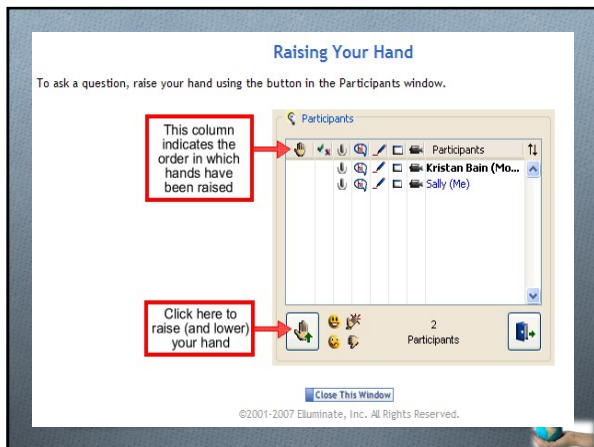 Raising Your Hand
To ask a question, raise your hand using the button in the Participants window.
Participants
This column
indicates the
order in which
hands have
been raised
Participants
Kristan Bain (Mo...
Sally (Me)
Click here to
raise (and lower)
your hand
2
Participants
Close This Window
©2001-2007 Elluminate, Inc. All Rights Reserved.